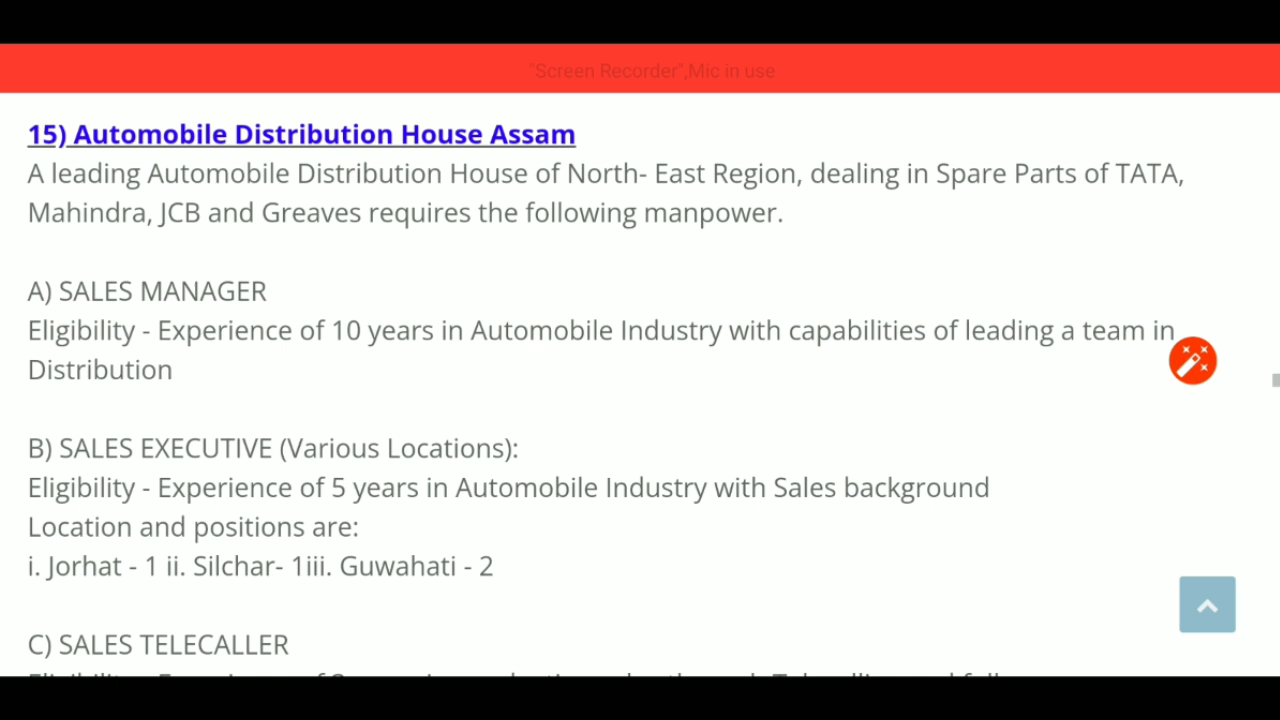 "Screen Recorder",Mic in use
15) Automobile Distribution House Assam
A leading Automobile Distribution House of North- East Region, dealing in Spare Parts of TATA,
Mahindra, JCB and Greaves requires the following manpower.
A) SALES MANAGER
Eligibility - Experience of 10 years in Automobile Industry with capabilities of leading a team in
Distribution
B) SALES EXECUTIVE (Various Locations):
Eligibility - Experience of 5 years in Automobile Industry with Sales background
Location and positions are:
i. Jorhat - 1 ii. Silchar- 1iii. Guwahati - 2
C) SALES TELECALLER